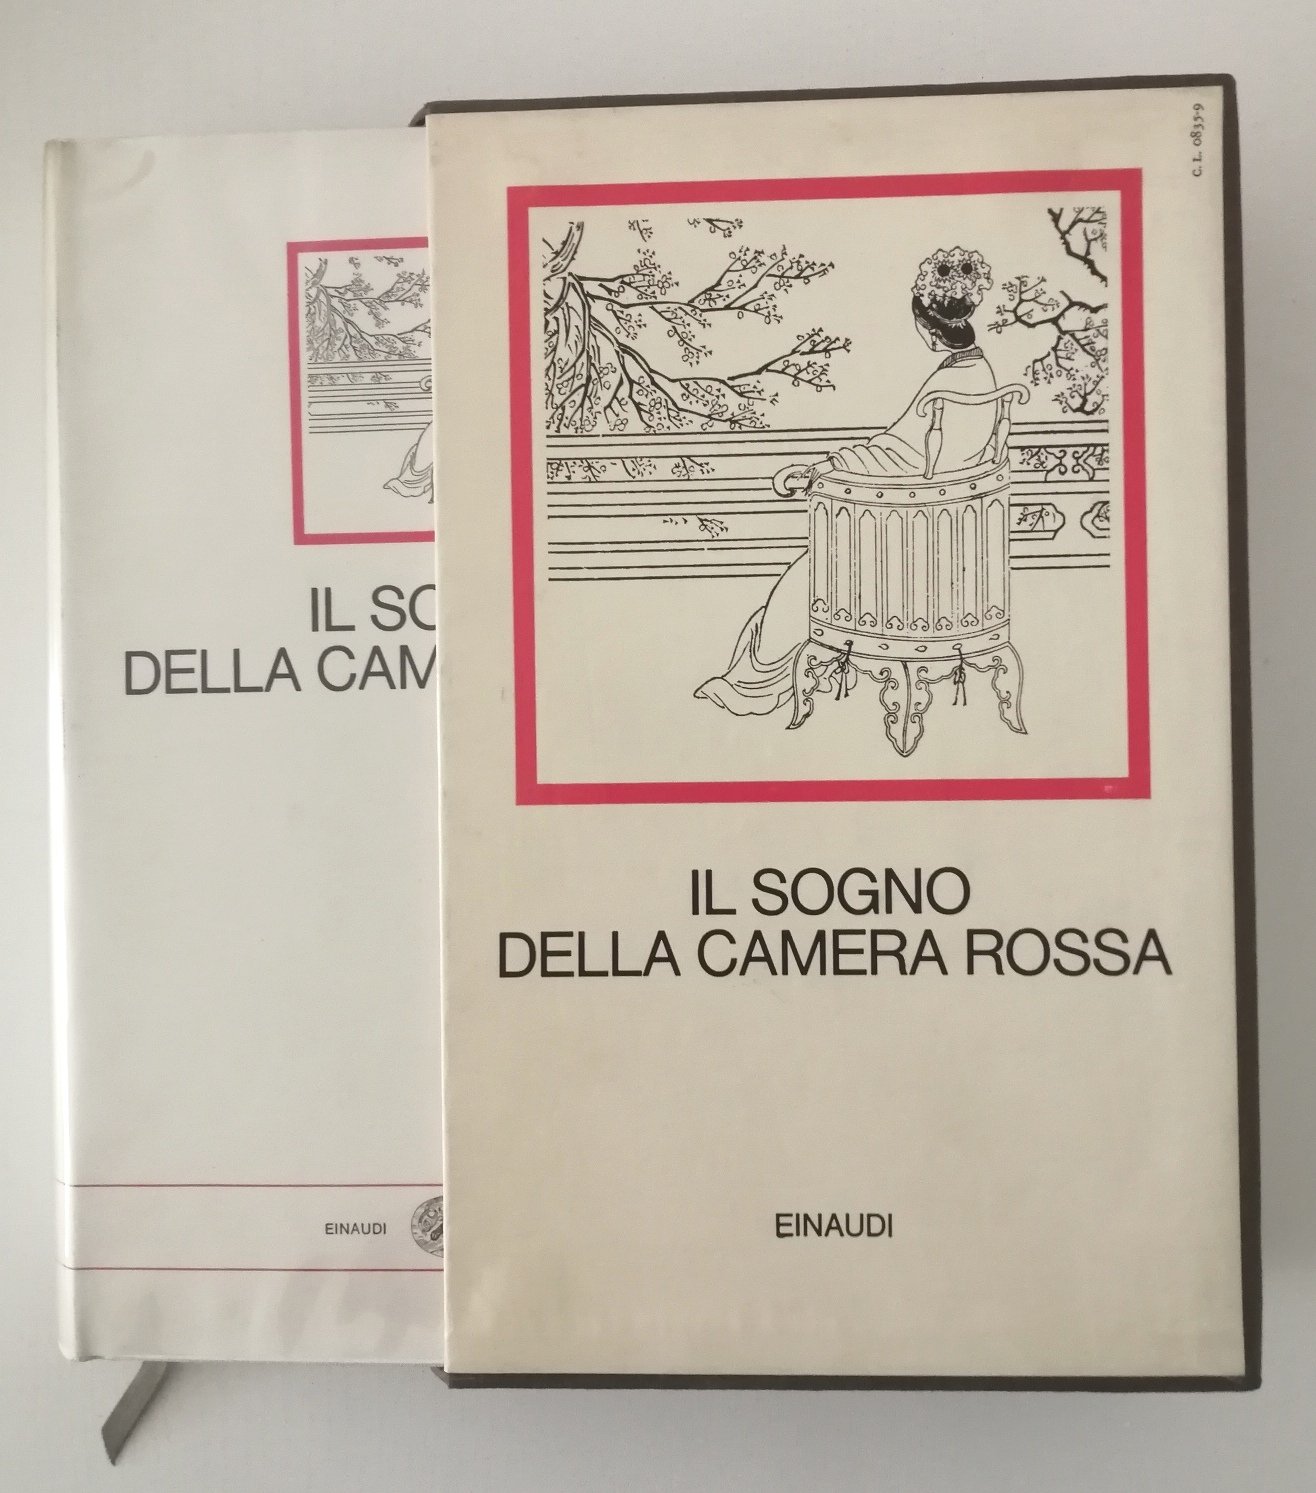 C. L. 0835-9
IL SO
DELLA CAM
EINAUDI
IL SOGNO
DELLA CAMERA ROSSA
EINAUDI